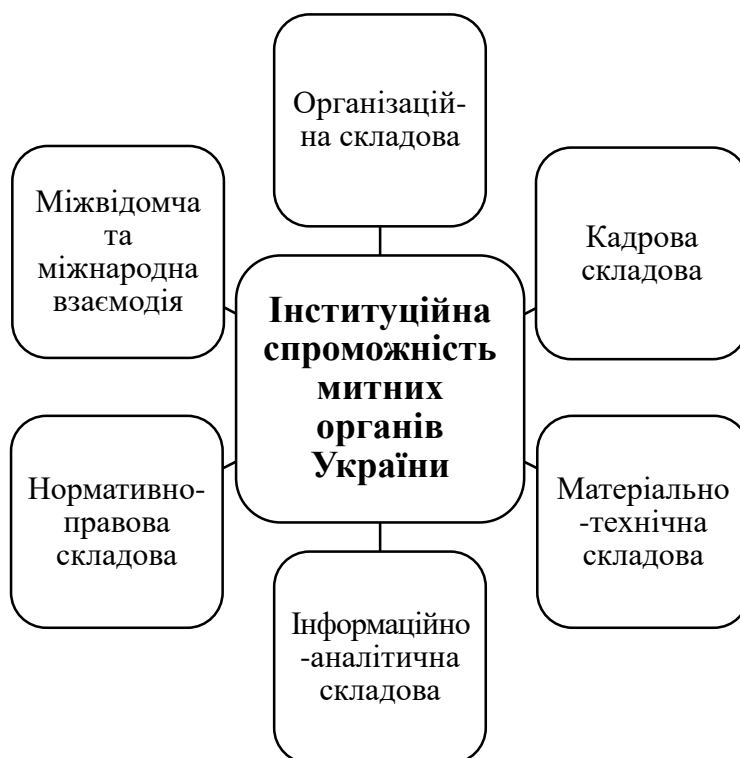 Організацій-
на складова
Міжвідомча
та
міжнародна
взаємодія
Кадрова
складова
Інституційна
спроможність
митних
органів
України
Нормативно-
правова
складова
Матеріально
-технічна
складова
Інформаційно
-аналітична
складова